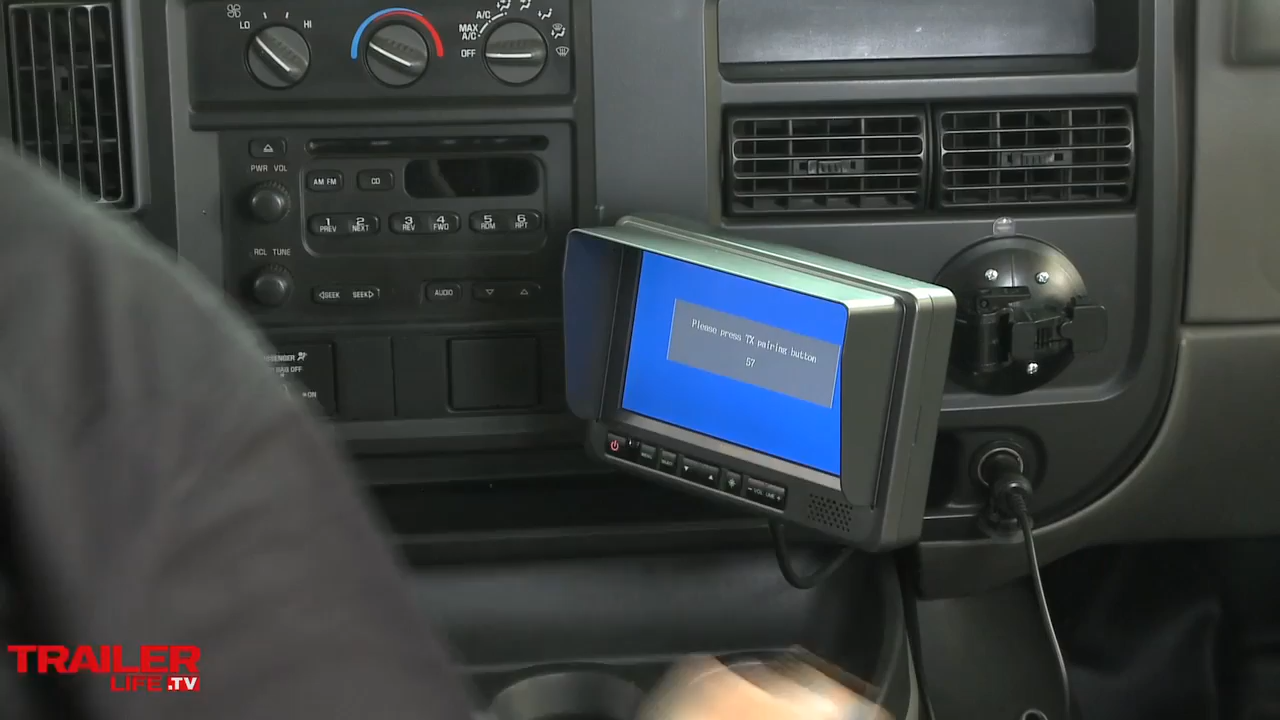 LO
HI
A/C
MAX
A/C
OFF
PWR VOL
AM FM
CD
1
PREV
2
NEXT
3
REV
4
FWD
5
RDM
6
RPT
RCL TUNE
SEEK
SEEK
AUDIO
BAG OFF
ON
Please press TX pairing button
57
MENU
VOL
TRAILER
LIFE.TV